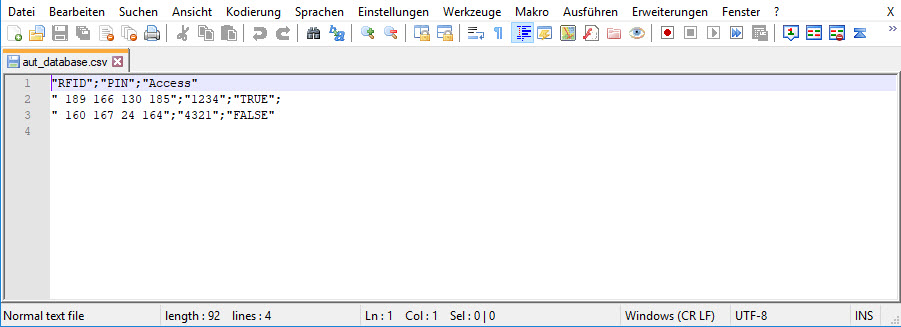 Datei Bearbeiten Suchen Ansicht Kodierung Sprachen Einstellungen Werkzeuge Makro Ausführen Erweiterungen Fenster ? X
aut_database.csv
1 "RFID";"PIN";"Access"
2 " 189 166 130 185";"1234";"TRUE";
3 " 160 167 24 164";"4321";"FALSE"
4
Normal text file length : 92 lines : 4 Ln : 1 Col : 1 Sel : 0 | 0 Windows (CR LF) UTF-8 INS